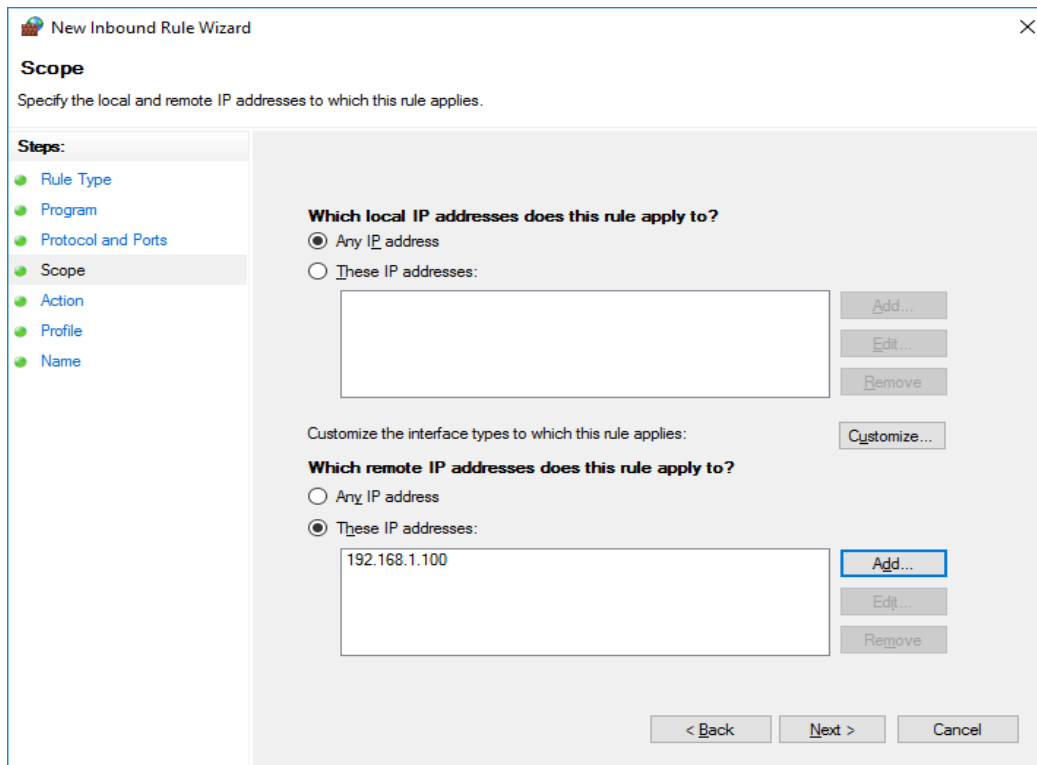 New Inbound Rule Wizard
Scope
Specify the local and remote IP addresses to which this rule applies.
Steps:
Rule Type
Program
Protocol and Ports
Scope
Action
Profile
Name
Which local IP addresses does this rule apply to?
Any IP address
These IP addresses:
Add...
Edit...
Remove
Customize the interface types to which this rule applies:
Customize...
Which remote IP addresses does this rule apply to?
Any IP address
These IP addresses:
192.168.1.100
Add...
Edit...
Remove
< Back
Next >
Cancel